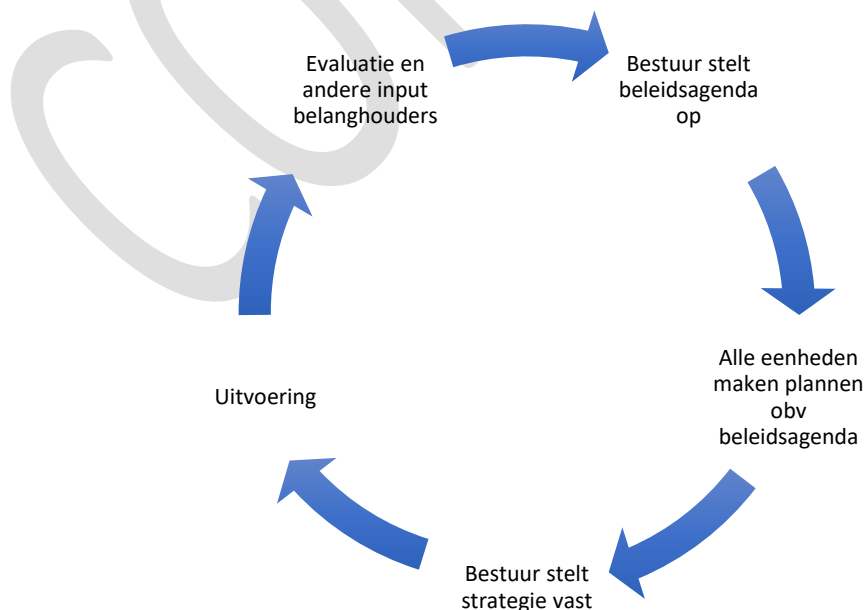 Evaluatie en
andere input
belanghouders
Bestuur stelt
beleidsagenda
op
Alle eenheden
maken plannen
obv
beleidsagenda
Bestuur stelt
strategie vast
Uitvoering